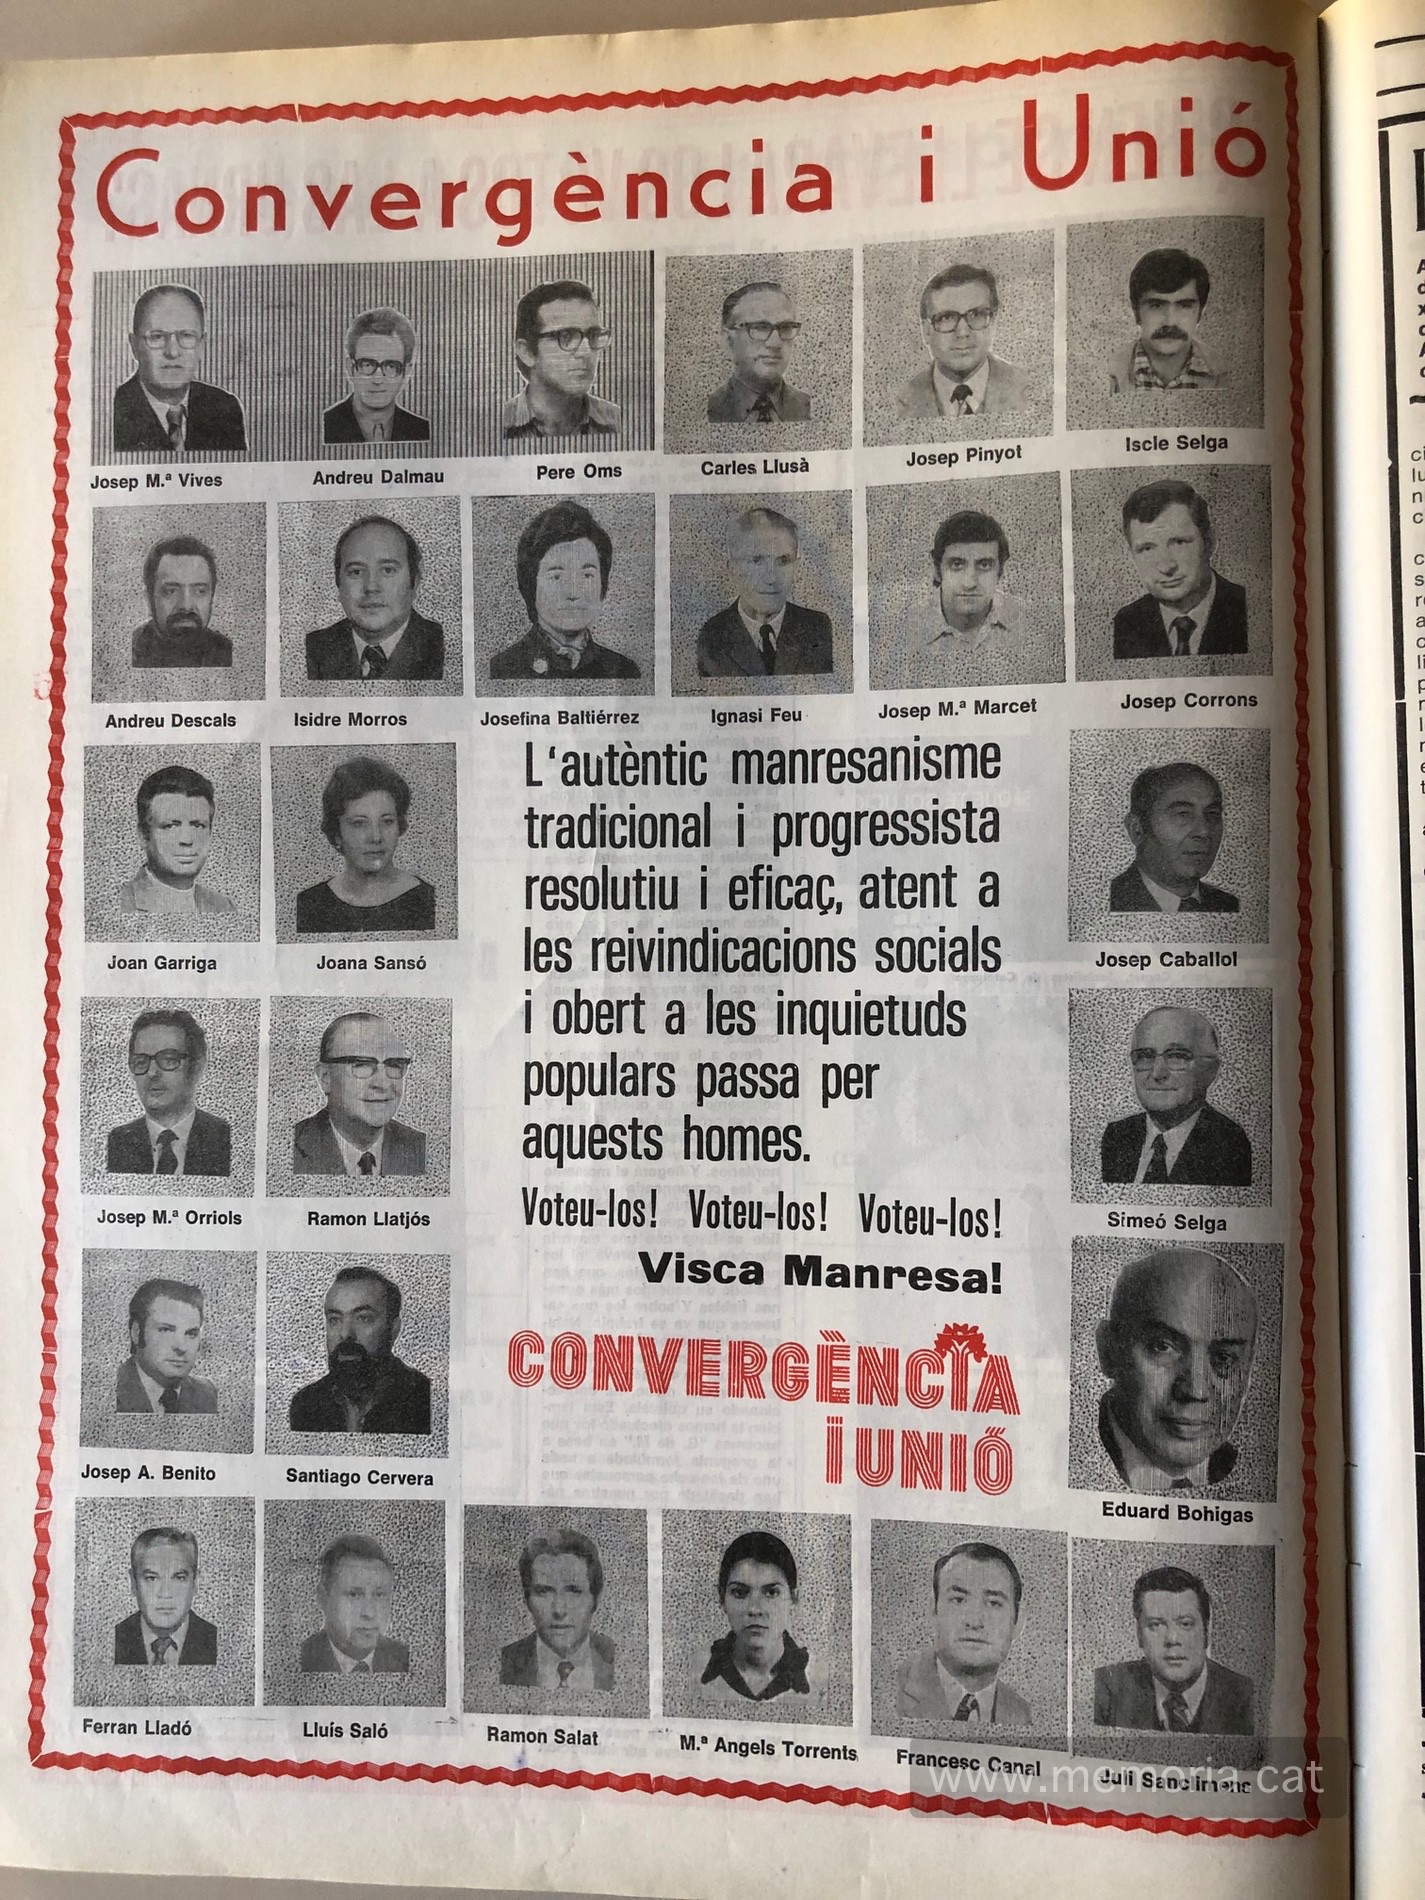 Convergència i Unió
Josep M.ª Vives
Andreu Dalmau
Pere Oms
Carles Llusà
Josep Pinyot
Iscle Selga
Andreu Descals
Isidre Morros
Josefina Baltiérrez
Ignasi Feu
Josep M.ª Marcet
Josep Corrons
L'autèntic manresanisme
tradicional i progressista
resolutiu i eficaç, atent a
les reivindicacions socials
i obert a les inquietuds
populars passa per
aquests homes.
Voteu-los! Voteu-los! Voteu-los!
Visca Manresa!
CONVERGÈNCIA
i UNIÓ
Joan Garriga
Joana Sansó
Josep Caballol
Josep M.ª Orriols
Ramon Llatjós
Simeó Selga
Josep A. Benito
Santiago Cervera
Eduard Bohigas
Ferran Lladó
Lluís Saló
Ramon Salat
M.ª Angels Torrents
Francesc Canal
Juli Sanclimens
www.memoria.cat